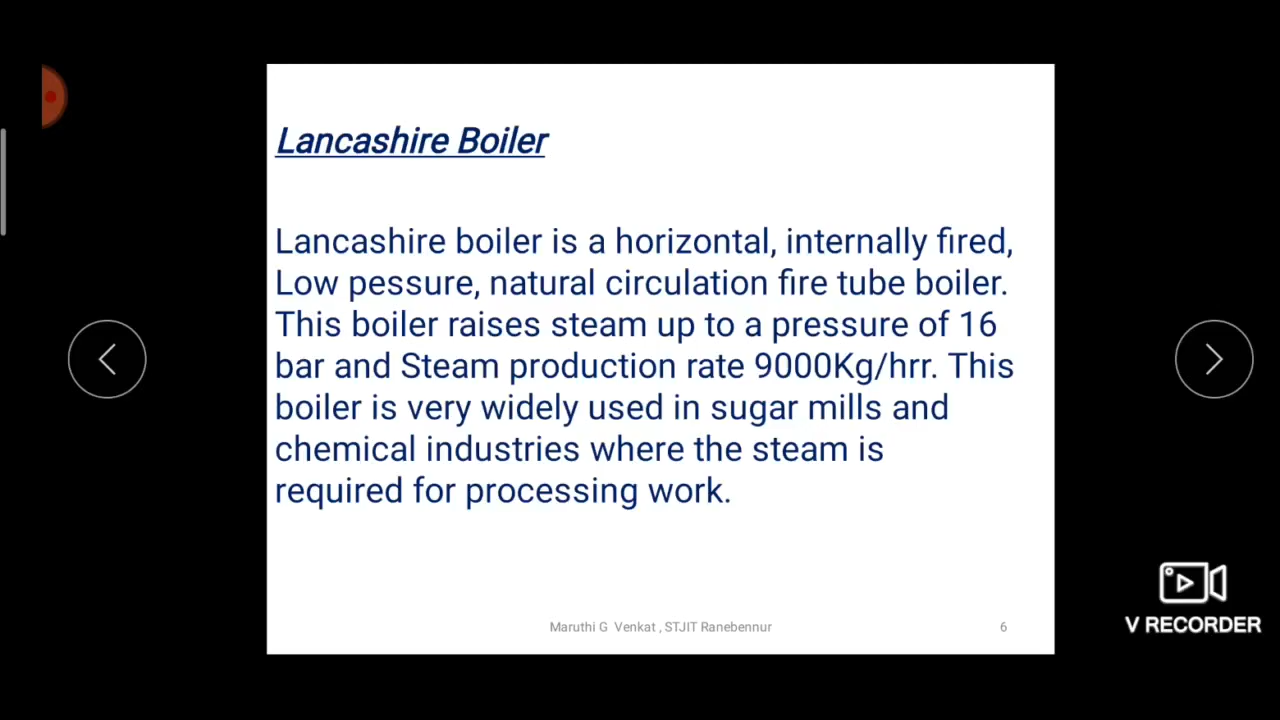 Lancashire Boiler
Lancashire boiler is a horizontal, internally fired,
Low pessure, natural circulation fire tube boiler.
This boiler raises steam up to a pressure of 16
bar and Steam production rate 9000Kg/hrr. This
boiler is very widely used in sugar mills and
chemical industries where the steam is
required for processing work.
Maruthi G Venkat , STJIT Ranebennur 6
V RECORDER